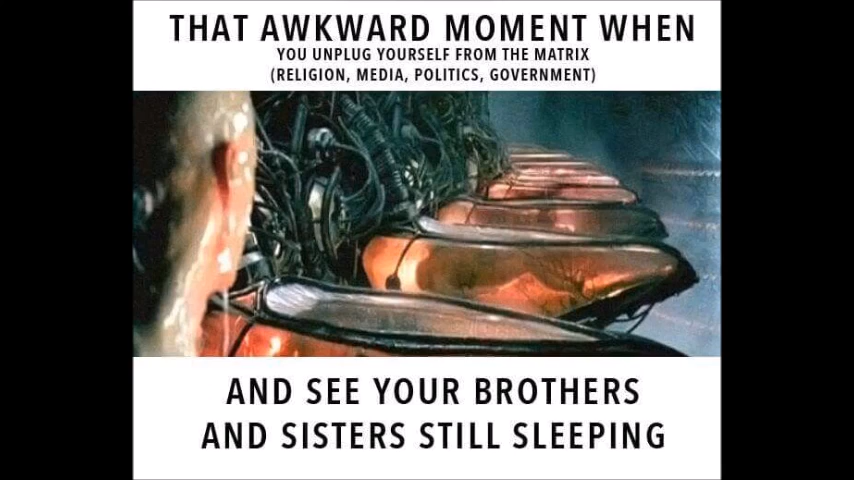 THAT AWKWARD MOMENT WHEN
YOU UNPLUG YOURSELF FROM THE MATRIX
(RELIGION, MEDIA, POLITICS, GOVERNMENT)
AND SEE YOUR BROTHERS
AND SISTERS STILL SLEEPING